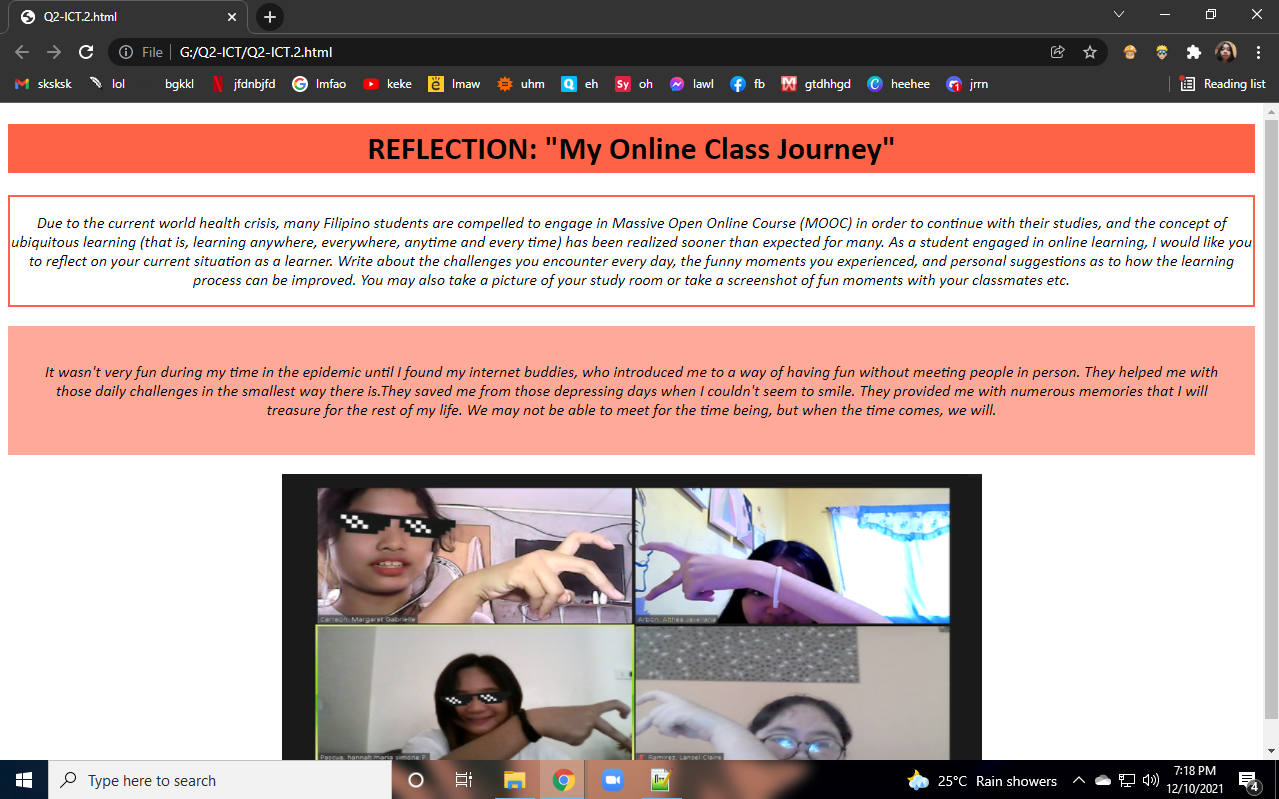 Q2-ICT.2.html
File
G:/Q2-ICT/Q2-ICT.2.html
sksksk lol bgkkl jfdnbjfd lmfao keke lmaw uhm eh Sy oh lawl fb gtdhhgd heehee 1 jrrn Reading list
REFLECTION: "My Online Class Journey"
Due to the current world health crisis, many Filipino students are compelled to engage in Massive Open Online Course (MOOC) in order to continue with their studies, and the concept of
ubiquitous learning (that is, learning anywhere, everywhere, anytime and every time) has been realized sooner than expected for many. As a student engaged in online learning, I would like you
to reflect on your current situation as a learner. Write about the challenges you encounter every day, the funny moments you experienced, and personal suggestions as to how the learning
process can be improved. You may also take a picture of your study room or take a screenshot of fun moments with your classmates etc.
It wasn't very fun during my time in the epidemic until I found my internet buddies, who introduced me to a way of having fun without meeting people in person. They helped me with
those daily challenges in the smallest way there is.They saved me from those depressing days when I couldn't seem to smile. They provided me with numerous memories that I will
treasure for the rest of my life. We may not be able to meet for the time being, but when the time comes, we will.
Carreon, Margaret Gabrielle
Arbon, Althea
Pascua, hannah maria simone P.
Ramirez, Claire
Type here to search
25°C Rain showers
7:18 PM
12/10/2021
4